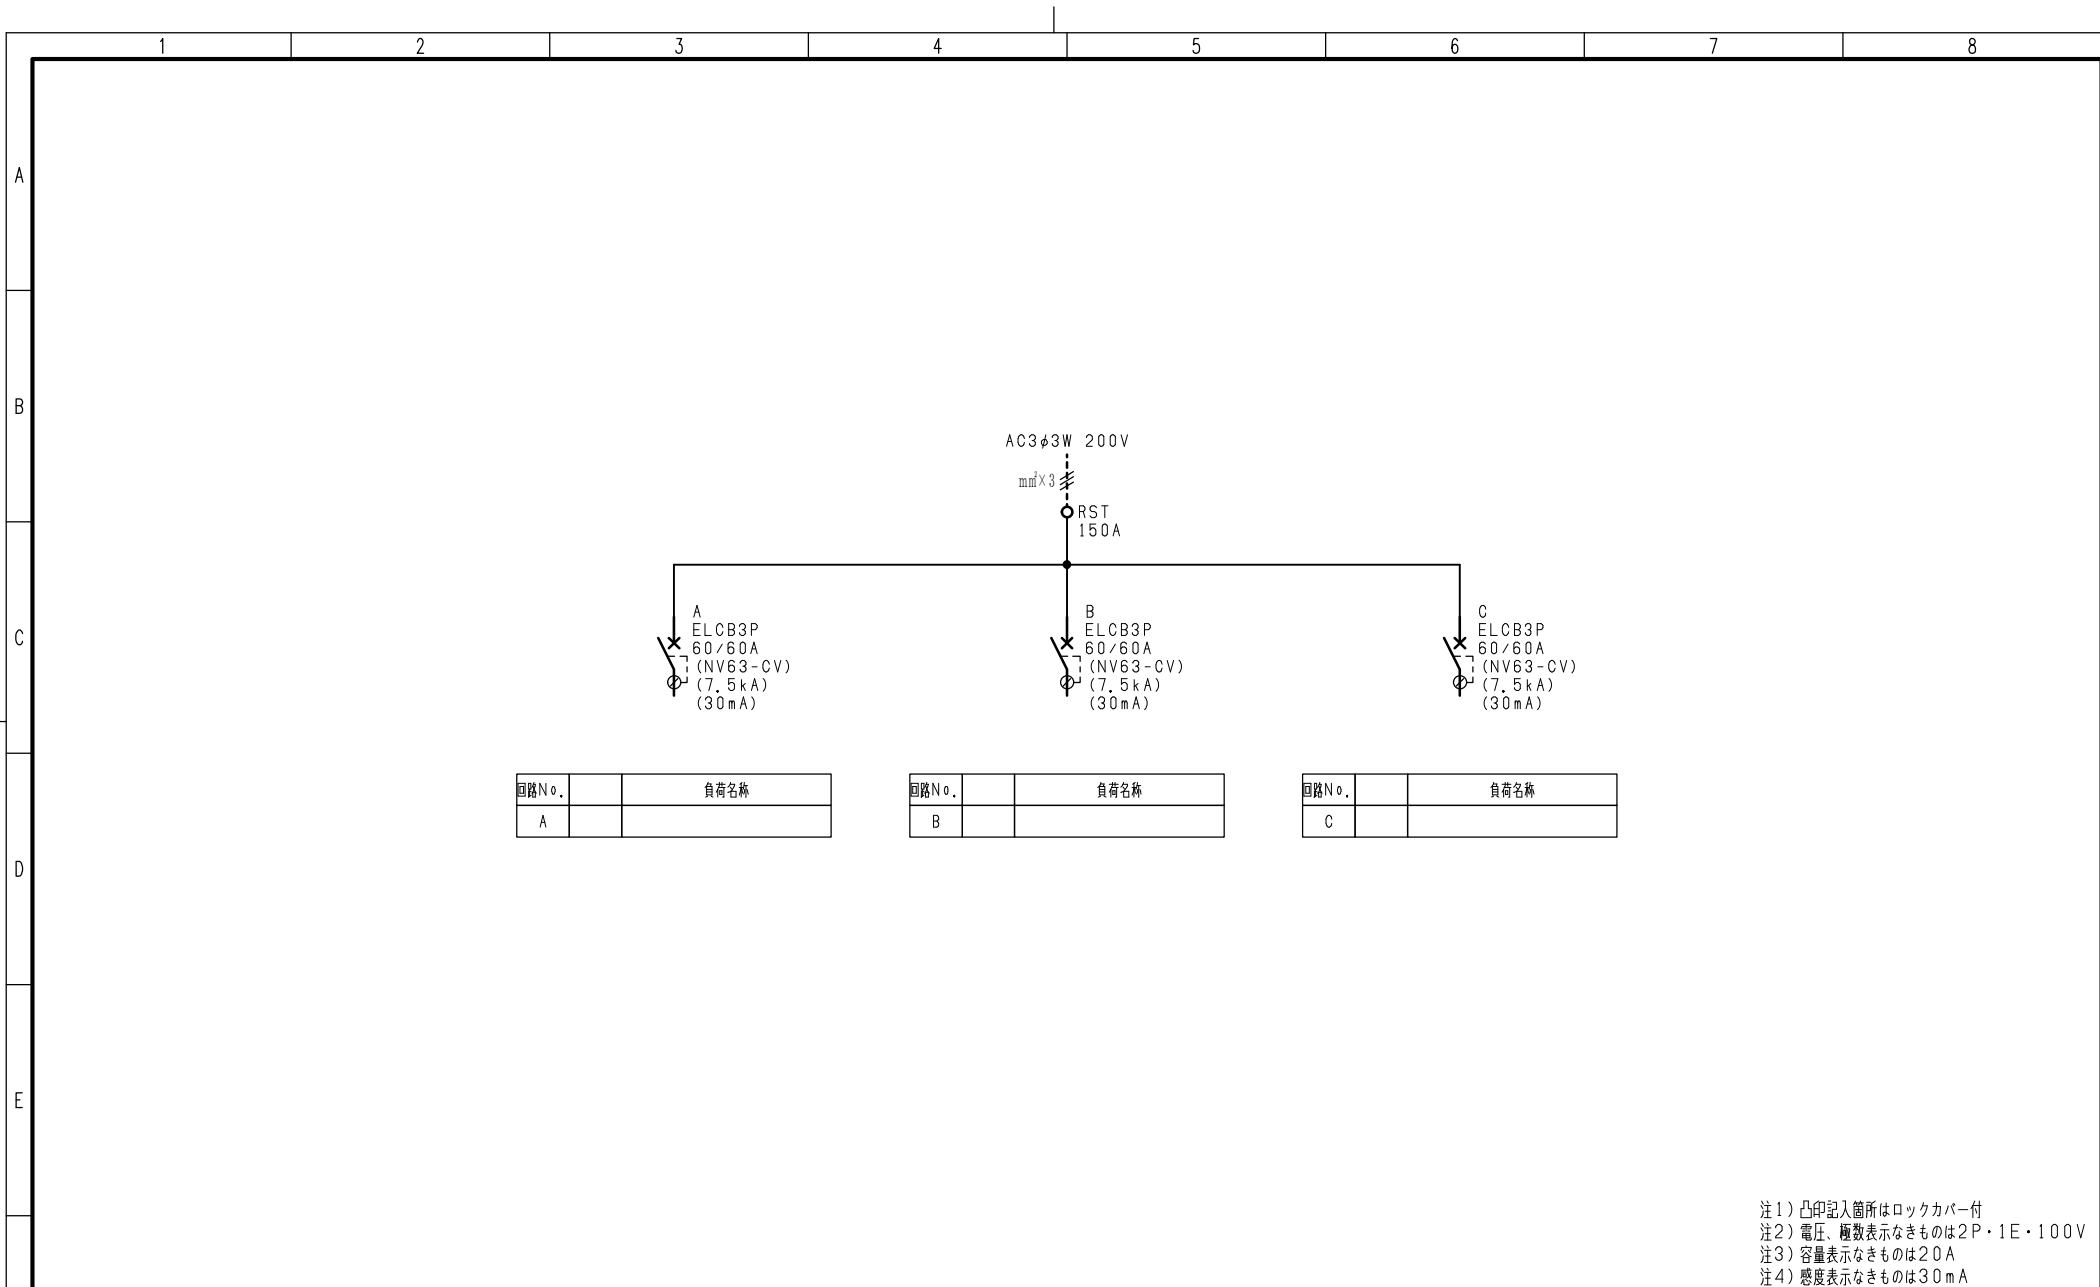 1 2 3 4 5 6 7 8
A
B
AC3φ3W 200V
mm²×3
RST
150A
C
A
ELCB3P
60/60A
(NV63-CV)
(7.5kA)
(30mA)
B
ELCB3P
60/60A
(NV63-CV)
(7.5kA)
(30mA)
C
ELCB3P
60/60A
(NV63-CV)
(7.5kA)
(30mA)
回路No. 負荷名称
A
回路No. 負荷名称
B
回路No. 負荷名称
C
D
E
注1)凸印記入箇所はロックカバー付
注2)電圧、極数表示なきものは2P・1E・100V
注3)容量表示なきものは20A
注4)感度表示なきものは30mA